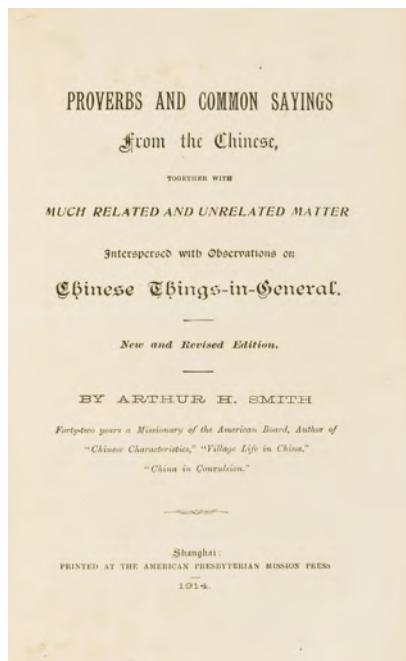 PROVERBS AND COMMON SAYINGS
From the Chinese,
TOGETHER WITH
MUCH RELATED AND UNRELATED MATTER
Interspersed with Observations on
Chinese Things-in-General.
New and Revised Edition.
BY ARTHUR H. SMITH
Forty-two years a Missionary of the American Board, Author of
"Chinese Characteristics," "Village Life in China,"
"China in Convulsion."
Shanghai:
PRINTED AT THE AMERICAN PRESBYTERIAN MISSION PRESS
1914.